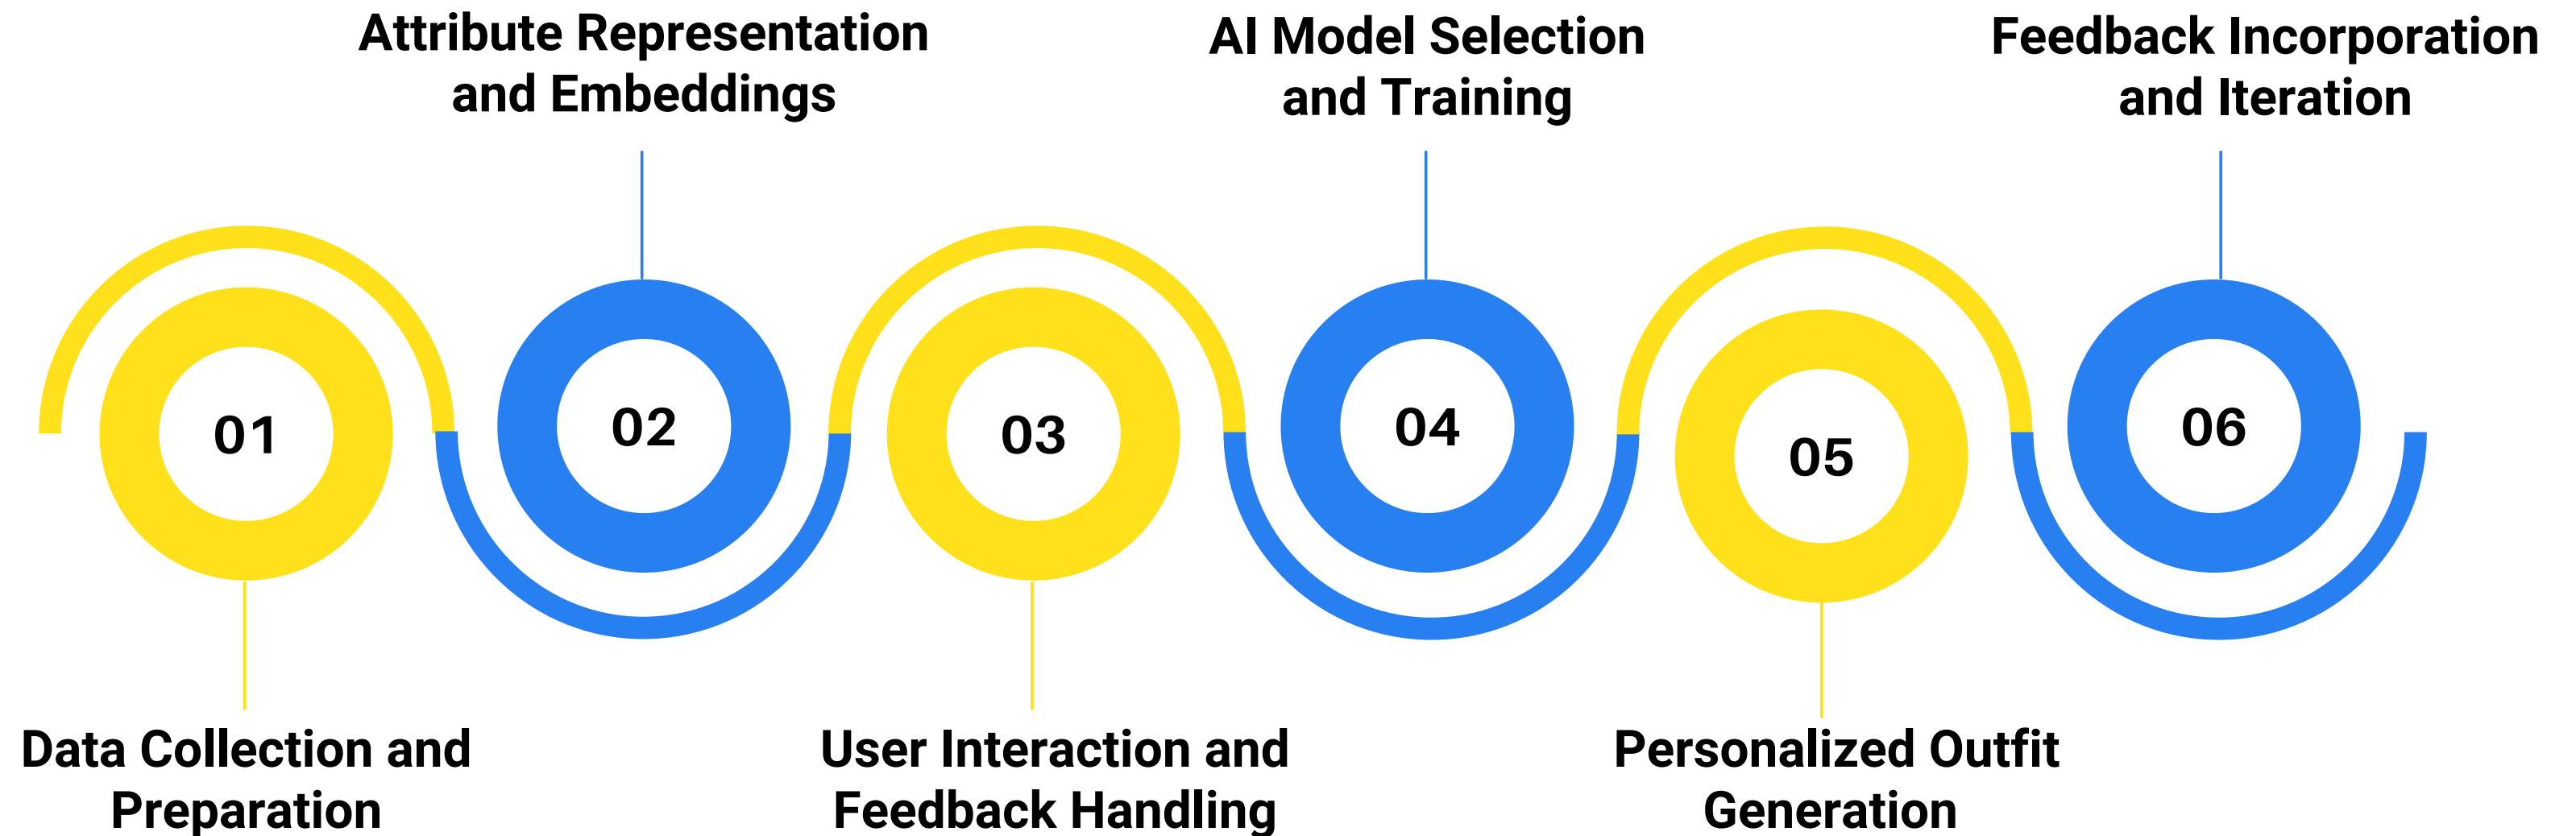 Attribute Representation
and Embeddings
AI Model Selection
and Training
Feedback Incorporation
and Iteration
01
02
03
04
05
06
Data Collection and
Preparation
User Interaction and
Feedback Handling
Personalized Outfit
Generation